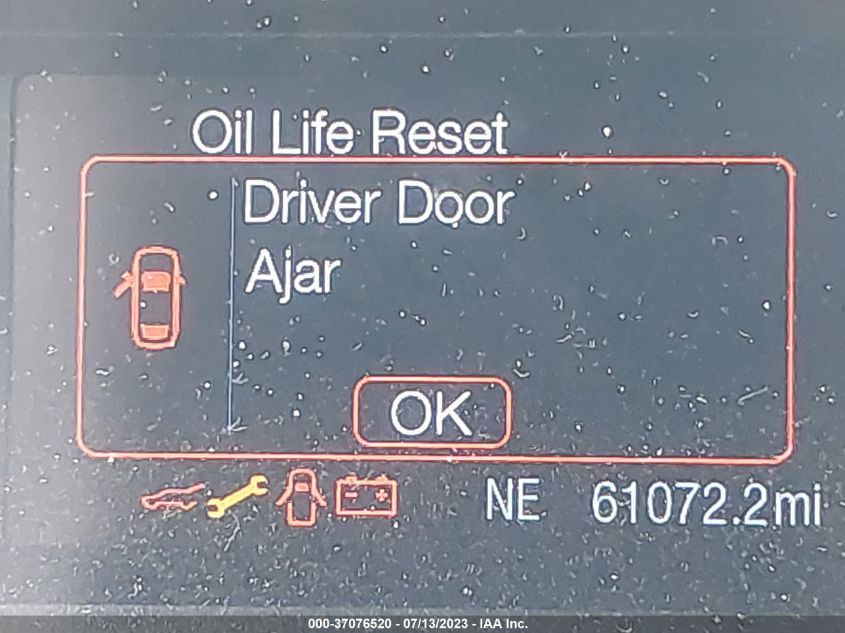 Oil Life Reset
Driver Door
Ajar
OK
NE 61072.2mi
000-37076520 - 07/13/2023 - IAA Inc.